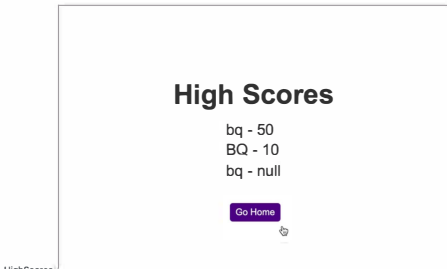 High Scores
bq - 50
BQ - 10
bq - null
Go Home
HighScores